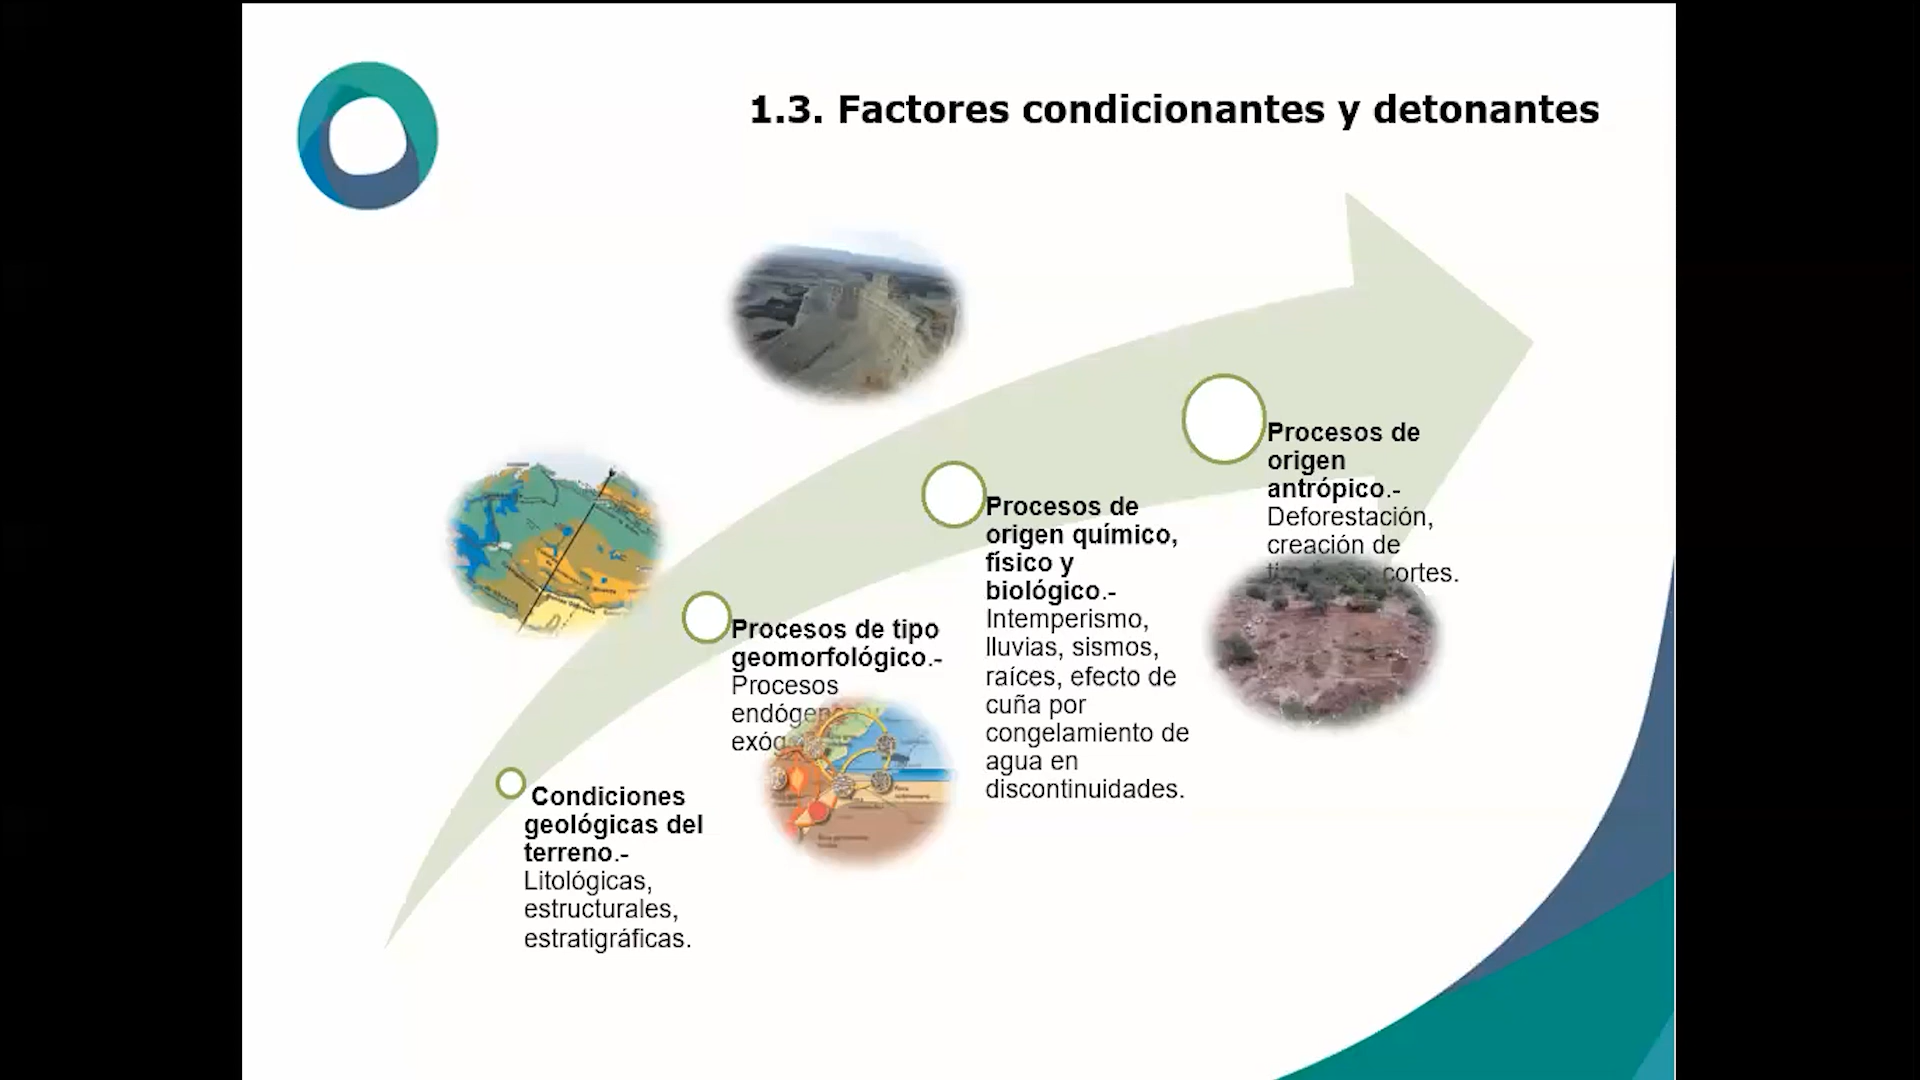 1.3. Factores condicionantes y detonantes
Condiciones
geológicas del
terreno.-
Litológicas,
estructurales,
estratigráficas.
Procesos de tipo
geomorfológico.-
Procesos
Procesos de
origen químico,
físico y
biológico.-
Intemperismo,
lluvias, sismos,
raíces, efecto de
cuña por
congelamiento de
agua en
discontinuidades.
Procesos de
origen
antrópico.-
Deforestación,
creación de
cortes.